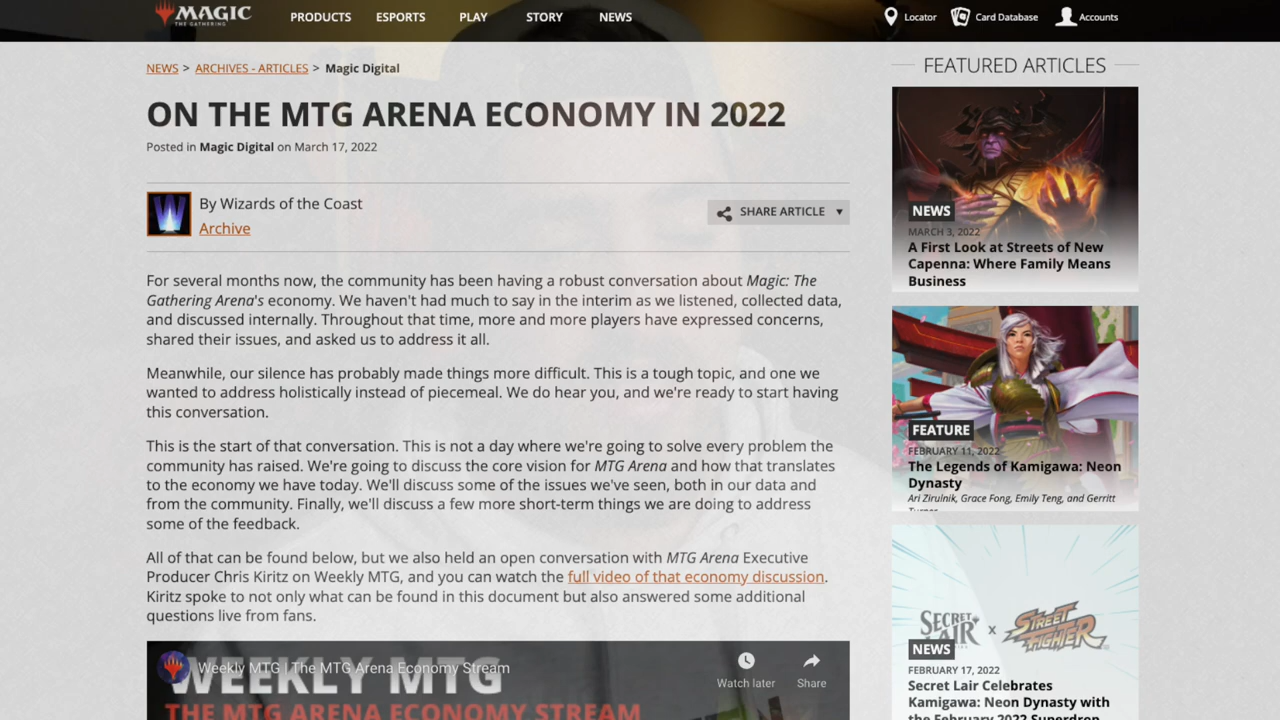 MAGIC
THE GATHERING
PRODUCTS ESPORTS PLAY STORY NEWS
Locator Card Database Accounts
NEWS > ARCHIVES - ARTICLES > Magic Digital
ON THE MTG ARENA ECONOMY IN 2022
Posted in Magic Digital on March 17, 2022
By Wizards of the Coast
Archive
SHARE ARTICLE
For several months now, the community has been having a robust conversation about Magic: The
Gathering Arena's economy. We haven't had much to say in the interim as we listened, collected data,
and discussed internally. Throughout that time, more and more players have expressed concerns,
shared their issues, and asked us to address it all.
Meanwhile, our silence has probably made things more difficult. This is a tough topic, and one we
wanted to address holistically instead of piecemeal. We do hear you, and we're ready to start having
this conversation.
This is the start of that conversation. This is not a day where we're going to solve every problem the
community has raised. We're going to discuss the core vision for MTG Arena and how that translates
to the economy we have today. We'll discuss some of the issues we've seen, both in our data and
from the community. Finally, we'll discuss a few more short-term things we are doing to address
some of the feedback.
All of that can be found below, but we also held an open conversation with MTG Arena Executive
Producer Chris Kiritz on Weekly MTG, and you can watch the full video of that economy discussion.
Kiritz spoke to not only what can be found in this document but also answered some additional
questions live from fans.
Weekly MTG | The MTG Arena Economy Stream
Watch later
Share
WEEKLY MTG
THE MTG ARENA ECONOMY STREAM
FEATURED ARTICLES
NEWS
MARCH 3, 2022
A First Look at Streets of New
Capenna: Where Family Means
Business
FEATURE
FEBRUARY 11, 2022
The Legends of Kamigawa: Neon
Dynasty
Ari Zirulnik, Grace Fong, Emily Teng, and Gerritt
Turner
SECRET
LAIR
x
STREET
FIGHTER
NEWS
FEBRUARY 17, 2022
Secret Lair Celebrates
Kamigawa: Neon Dynasty with
the February 2022 Superdrop